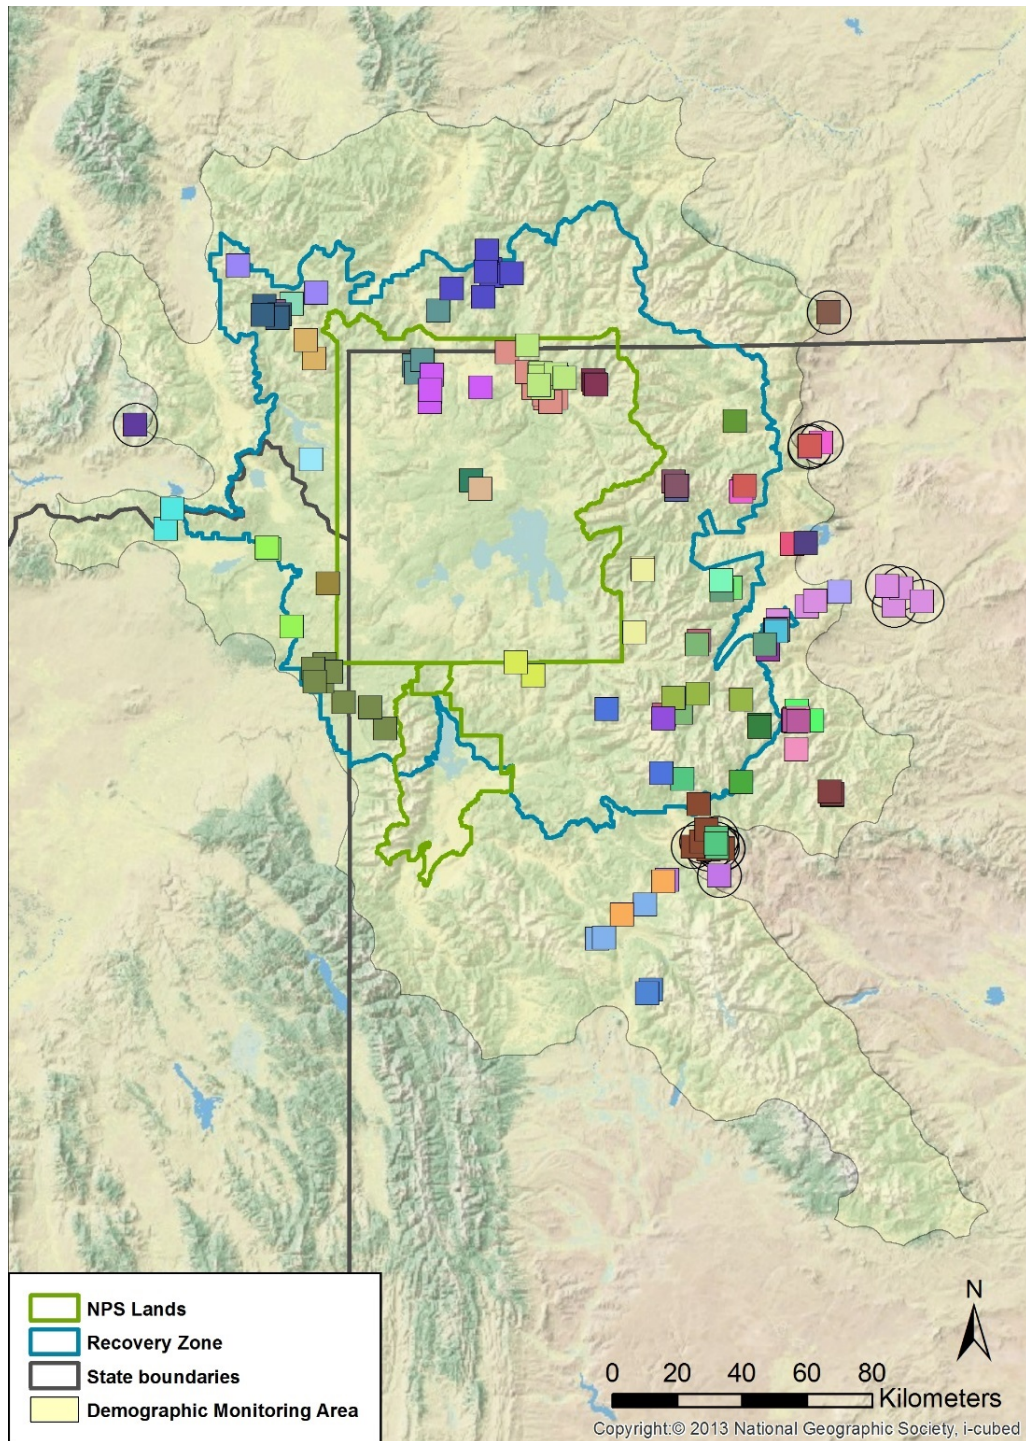 NPS Lands
Recovery Zone
State boundaries
Demographic Monitoring Area
N
0 20 40 60 80
Kilometers
Copyright:© 2013 National Geographic Society, i-cubed